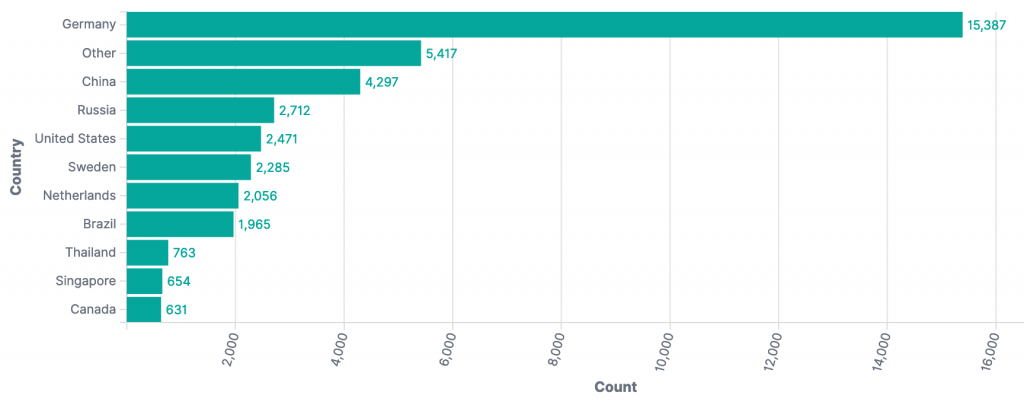 Country
Germany 15,387
Other 5,417
China 4,297
Russia 2,712
United States 2,471
Sweden 2,285
Netherlands 2,056
Brazil 1,965
Thailand 763
Singapore 654
Canada 631
2,000 4,000 6,000 8,000 10,000 12,000 14,000 16,000
Count